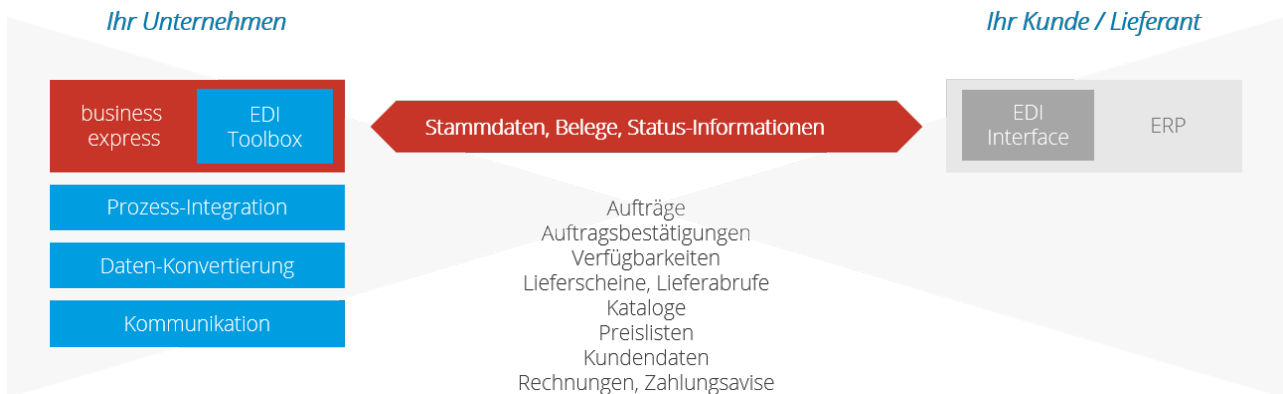 Ihr Unternehmen
Ihr Kunde / Lieferant
business
express
EDI
Toolbox
Stammdaten, Belege, Status-Informationen
EDI
Interface
ERP
Prozess-Integration
Daten-Konvertierung
Kommunikation
Aufträge
Auftragsbestätigungen
Verfügbarkeiten
Lieferscheine, Lieferabrufe
Kataloge
Preislisten
Kundendaten
Rechnungen, Zahlungsavise